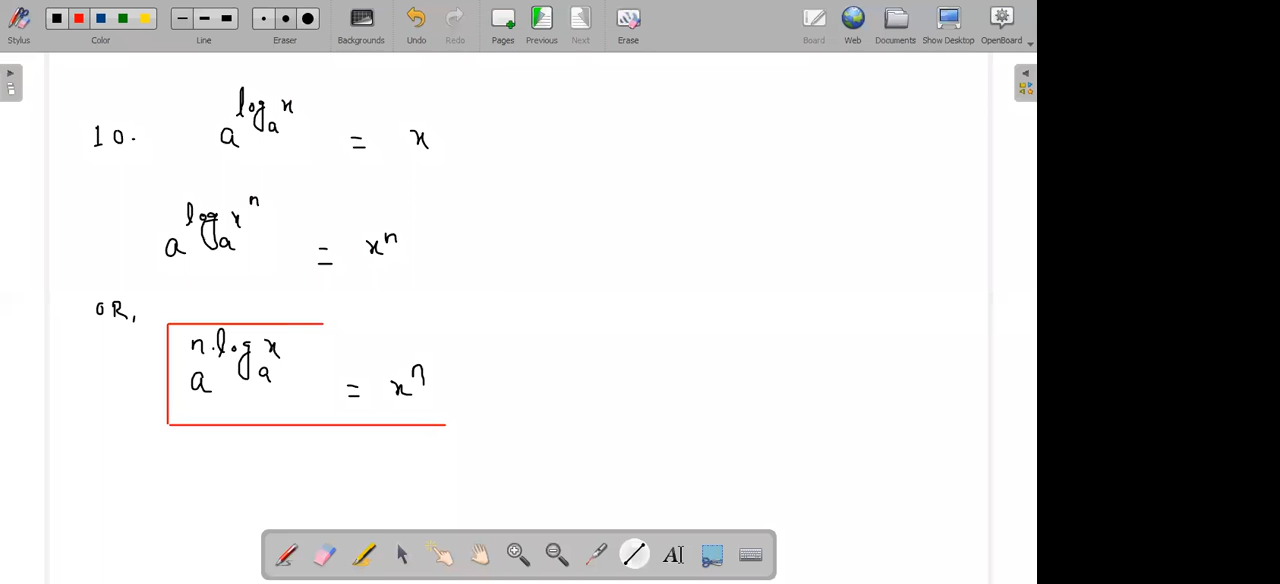 Stylus Color Line Eraser Backgrounds Undo Redo Pages Previous Next Erase Board Web Documents Show Desktop OpenBoard
10. a^{log_a x} = x
a^{log_a x^n} = x^n
OR,
a^{n.log_a x} = x^n
AI